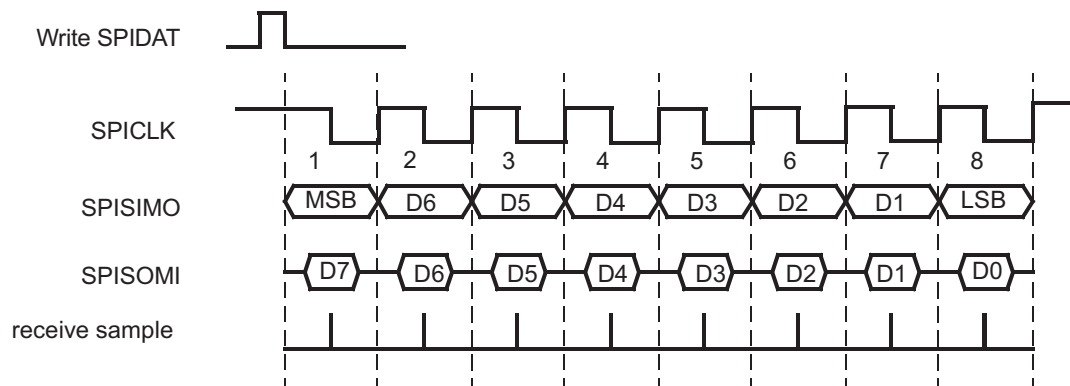 Write SPIDAT
SPICLK
1 2 3 4 5 6 7 8
SPISIMO MSB D6 D5 D4 D3 D2 D1 LSB
SPISOMI D7 D6 D5 D4 D3 D2 D1 D0
receive sample